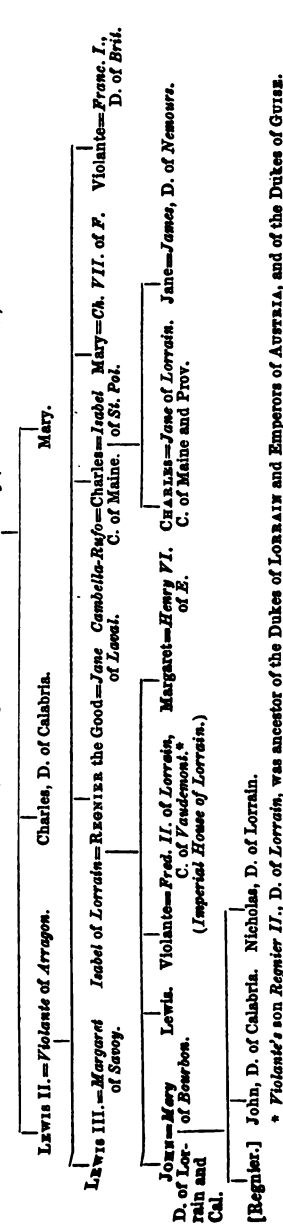 LEWIS II.=Violante of Arragon. Charles, D. of Calabria. Mary.
LEWIS III.=Margaret Isabel of Lorrain=REGNIER the Good=Jane Cambella-Rufo=Charles=Isabel Mary=Ch. VII. of F. Violante=Franc. I.,
of Savoy. of Laval. C. of Maine. of St. Pol. D. of Brit.
JOHN=Mary Lewis. Violante=Fred. II. of Lorrain, Margaret=Henry VI. CHARLES=Jane of Lorrain. Jane=James, D. of Nemours.
D. of Lor- of Bourbon. C. of Vaudemont.* of E. C. of Maine and Prov.
rain and (Imperial House of Lorrain.)
Cal.
[Regnier.] John, D. of Calabria. Nicholas, D. of Lorrain.
* Violante's son Regnier II., D. of Lorrain, was ancestor of the Dukes of LORRAIN and Emperors of AUSTRIA, and of the Dukes of GUISE.